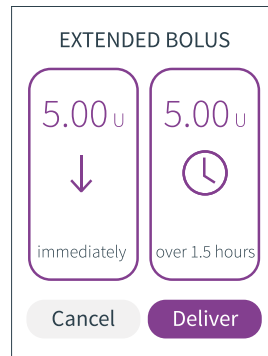 EXTENDED BOLUS
5.00 U
5.00 U
immediately
over 1.5 hours
Cancel
Deliver